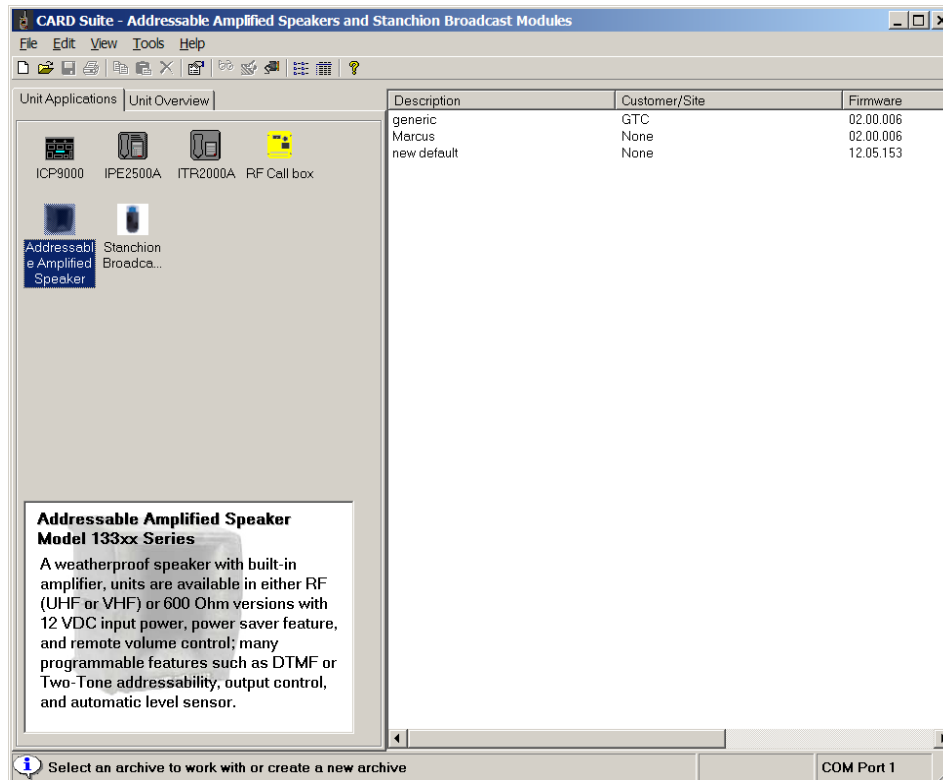 CARD Suite - Addressable Amplified Speakers and Stanchion Broadcast Modules
File Edit View Tools Help
Unit Applications Unit Overview
ICP9000 IPE2500A ITR2000A RF Call box
Addressabl
e Amplified
Speaker
Stanchion
Broadca...
Addressable Amplified Speaker
Model 133xx Series
A weatherproof speaker with built-in
amplifier, units are available in either RF
(UHF or VHF) or 600 Ohm versions with
12 VDC input power, power saver feature,
and remote volume control; many
programmable features such as DTMF or
Two-Tone addressability, output control,
and automatic level sensor.
Description Customer/Site Firmware
generic GTC 02.00.006
Marcus None 02.00.006
new default None 12.05.153
Select an archive to work with or create a new archive COM Port 1